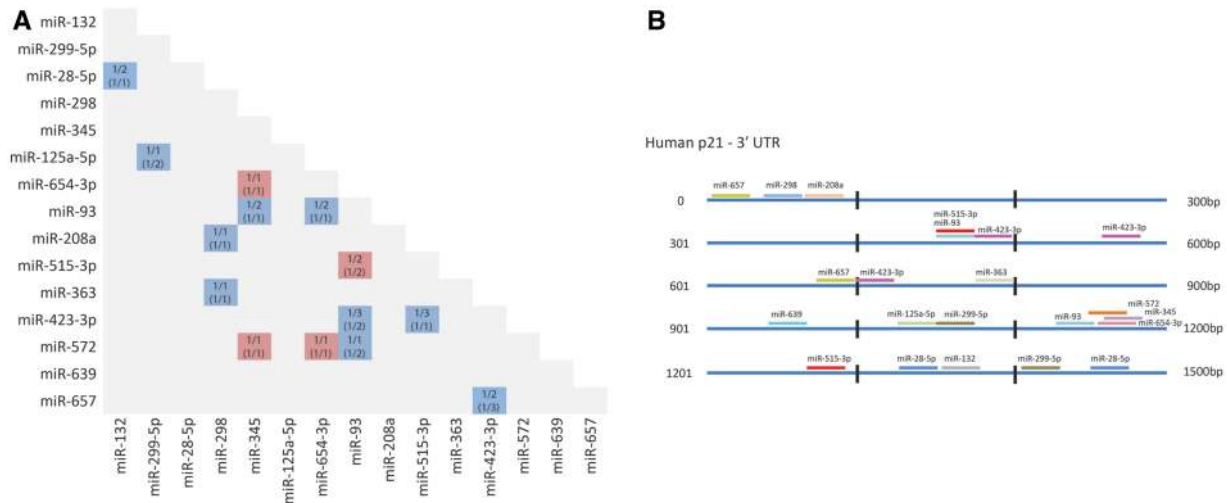 A
miR-132
miR-299-5p
miR-28-5p
1/2
(1/1)
miR-298
miR-345
miR-125a-5p
1/1
(1/2)
miR-654-3p
1/1
(1/1)
miR-93
1/2
(1/1)
1/2
(1/1)
miR-208a
1/1
(1/1)
miR-515-3p
1/2
(1/2)
miR-363
1/1
(1/1)
miR-423-3p
1/3
(1/2)
1/3
(1/1)
miR-572
1/1
(1/1)
1/1
(1/1)
1/1
(1/2)
miR-639
miR-657
1/2
(1/3)
miR-132
miR-299-5p
miR-28-5p
miR-298
miR-345
miR-125a-5p
miR-654-3p
miR-93
miR-208a
miR-515-3p
miR-363
miR-423-3p
miR-572
miR-639
miR-657
B
Human p21 - 3′ UTR
miR-657 miR-298 miR-208a
0 300bp
miR-515-3p
miR-93 miR-423-3p miR-423-3p
301 600bp
miR-657 miR-423-3p miR-363
601 900bp
miR-572
miR-639 miR-125a-5p miR-299-5p miR-93 miR-345
miR-654-3p
901 1200bp
miR-515-3p miR-28-5p miR-132 miR-299-5p miR-28-5p
1201 1500bp